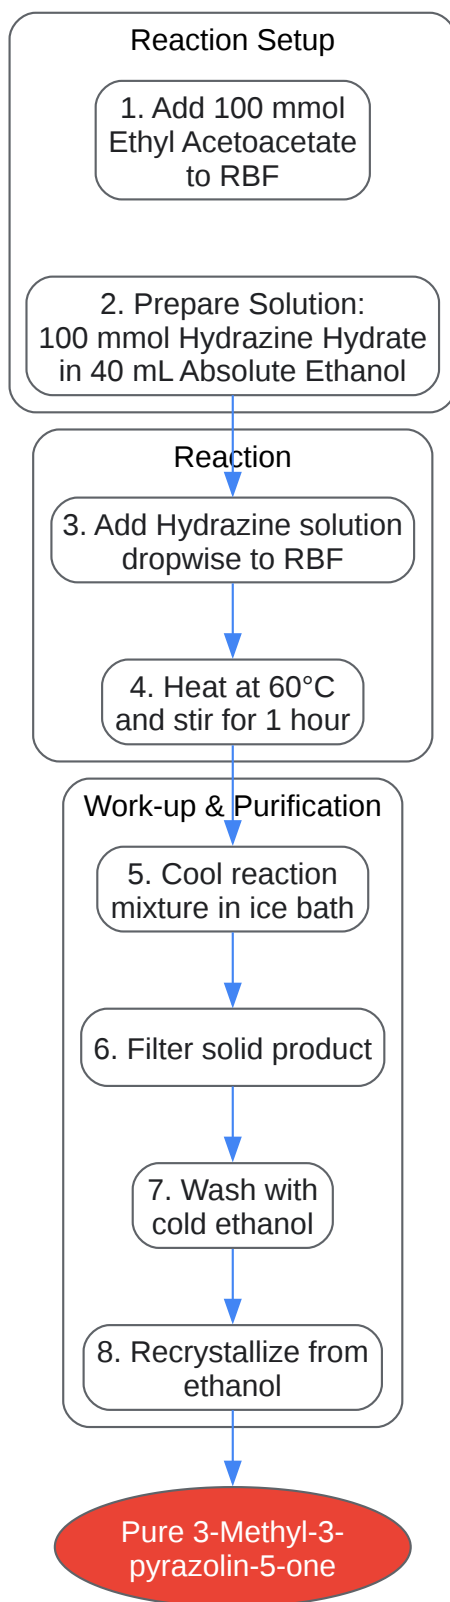 Reaction Setup
1. Add 100 mmol
Ethyl Acetoacetate
to RBF
2. Prepare Solution:
100 mmol Hydrazine Hydrate
in 40 mL Absolute Ethanol
Reaction
3. Add Hydrazine solution
dropwise to RBF
4. Heat at 60°C
and stir for 1 hour
Work-up & Purification
5. Cool reaction
mixture in ice bath
6. Filter solid product
7. Wash with
cold ethanol
8. Recrystallize from
ethanol
Pure 3-Methyl-3-
pyrazolin-5-one